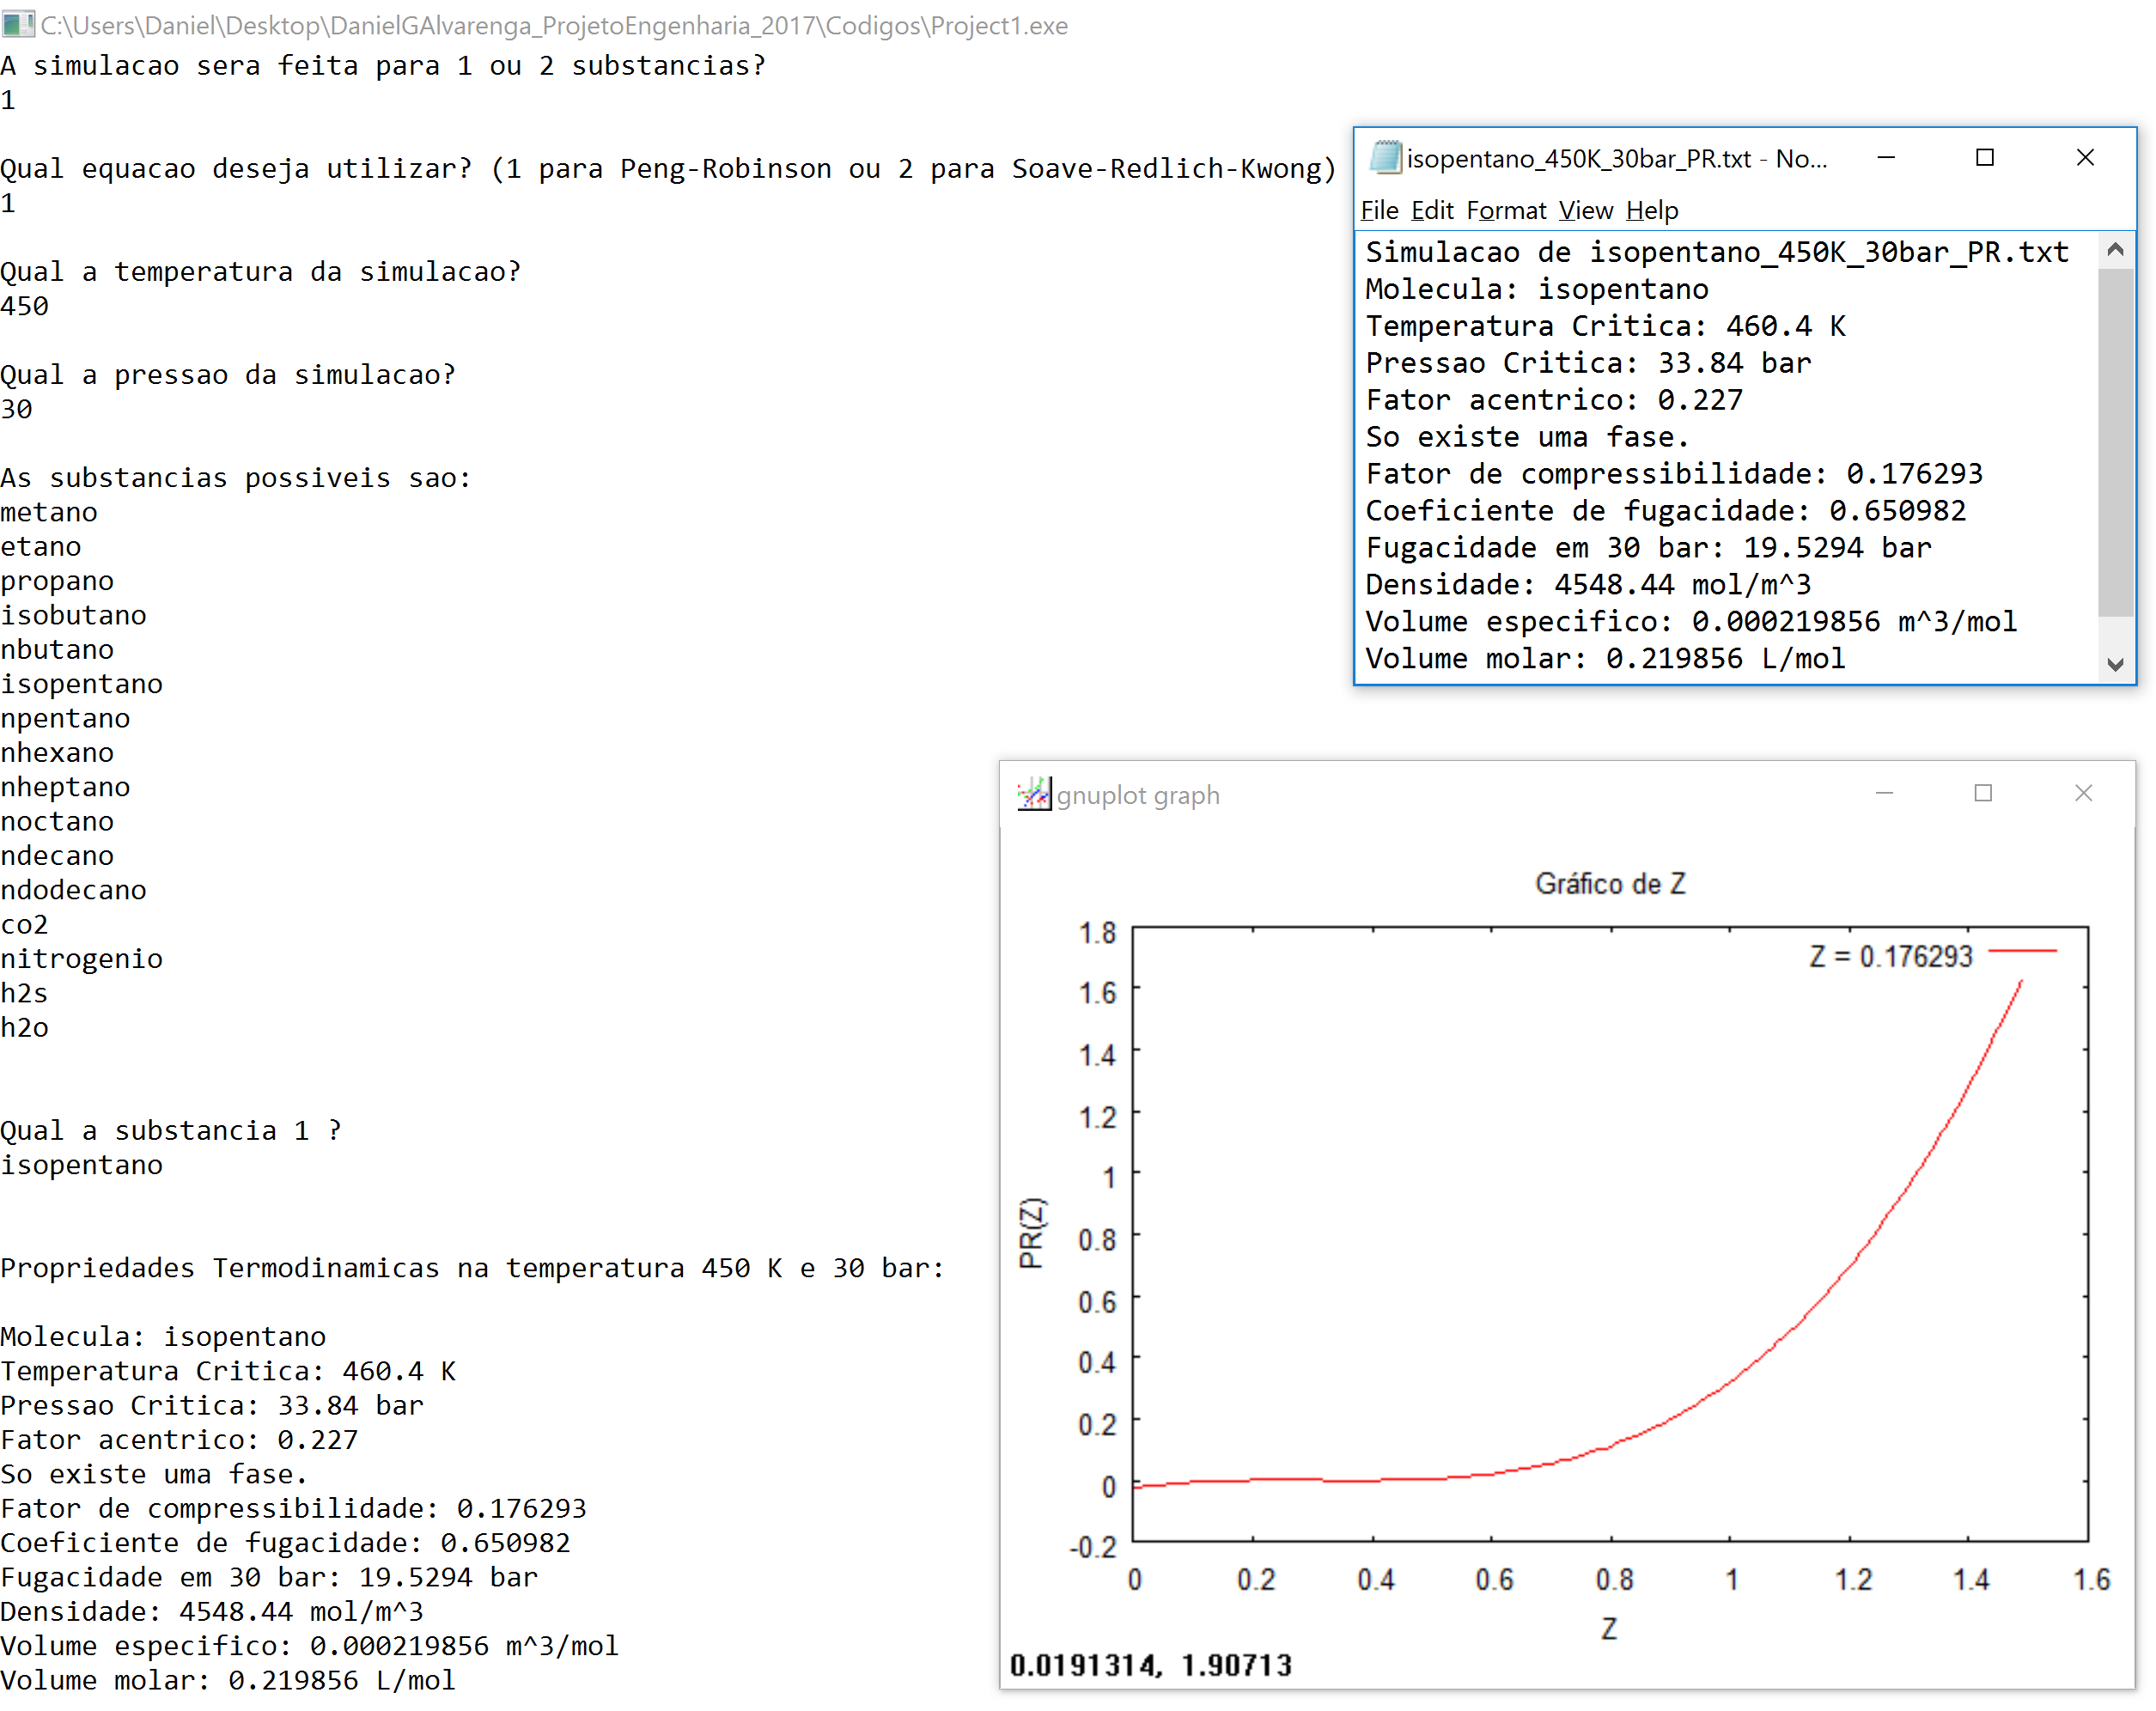 C:\Users\Daniel\Desktop\DanielGAlvarenga_ProjetoEngenharia_2017\Codigos\Project1.exe
A simulacao sera feita para 1 ou 2 substancias?
1
Qual equacao deseja utilizar? (1 para Peng-Robinson ou 2 para Soave-Redlich-Kwong)
1
Qual a temperatura da simulacao?
450
Qual a pressao da simulacao?
30
As substancias possiveis sao:
metano
etano
propano
isobutano
nbutano
isopentano
npentano
nhexano
nheptano
noctano
ndecano
ndodecano
co2
nitrogenio
h2s
h2o
Qual a substancia 1 ?
isopentano
Propriedades Termodinamicas na temperatura 450 K e 30 bar:
Molecula: isopentano
Temperatura Critica: 460.4 K
Pressao Critica: 33.84 bar
Fator acentrico: 0.227
So existe uma fase.
Fator de compressibilidade: 0.176293
Coeficiente de fugacidade: 0.650982
Fugacidade em 30 bar: 19.5294 bar
Densidade: 4548.44 mol/m^3
Volume especifico: 0.000219856 m^3/mol
Volume molar: 0.219856 L/mol
isopentano_450K_30bar_PR.txt - No...
File Edit Format View Help
Simulacao de isopentano_450K_30bar_PR.txt
Molecula: isopentano
Temperatura Critica: 460.4 K
Pressao Critica: 33.84 bar
Fator acentrico: 0.227
So existe uma fase.
Fator de compressibilidade: 0.176293
Coeficiente de fugacidade: 0.650982
Fugacidade em 30 bar: 19.5294 bar
Densidade: 4548.44 mol/m^3
Volume especifico: 0.000219856 m^3/mol
Volume molar: 0.219856 L/mol
gnuplot graph
Gráfico de Z
Z = 0.176293
1.8
1.6
1.4
1.2
1
0.8
0.6
0.4
0.2
0
-0.2
PR(Z)
0 0.2 0.4 0.6 0.8 1 1.2 1.4 1.6
Z
0.0191314, 1.90713